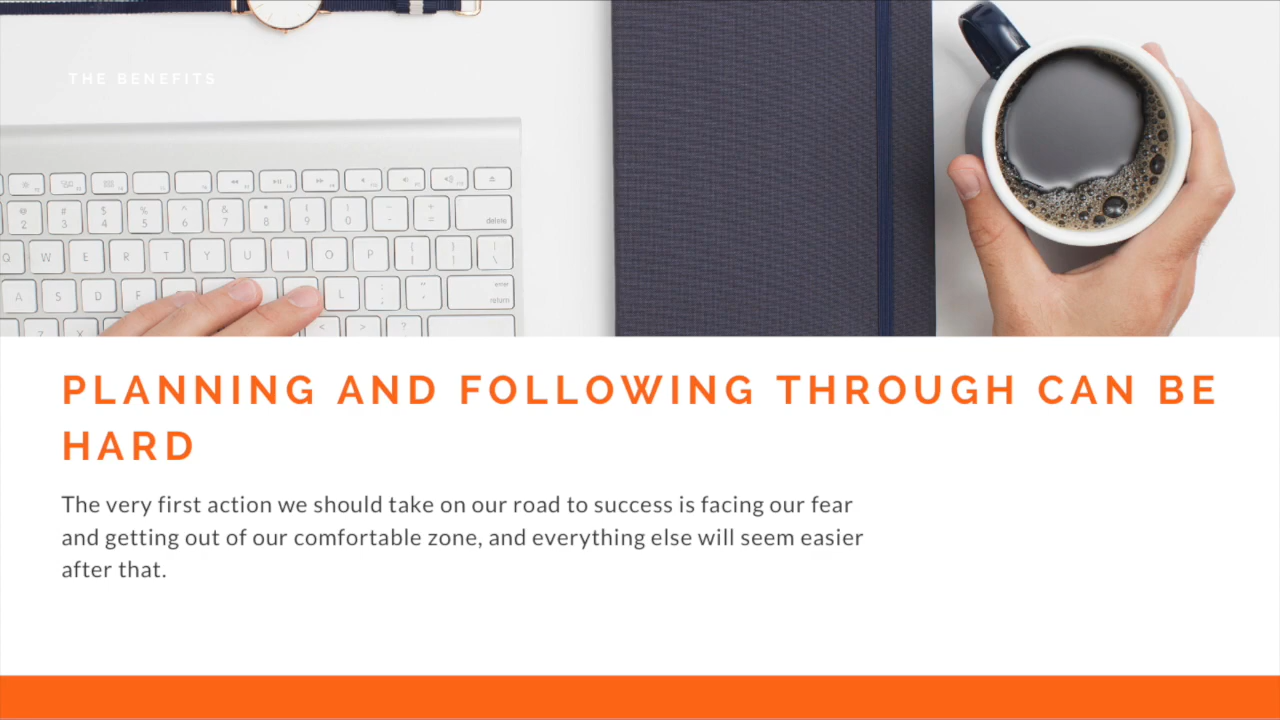 THE BENEFITS
PLANNING AND FOLLOWING THROUGH CAN BE
HARD
The very first action we should take on our road to success is facing our fear
and getting out of our comfortable zone, and everything else will seem easier
after that.